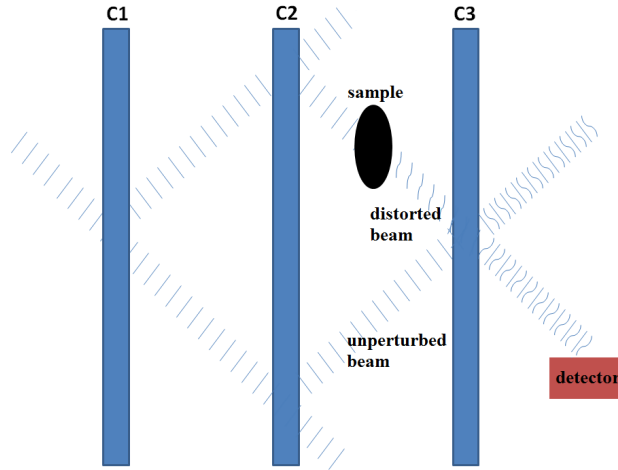 C1
C2
C3
sample
distorted
beam
unperturbed
beam
detector